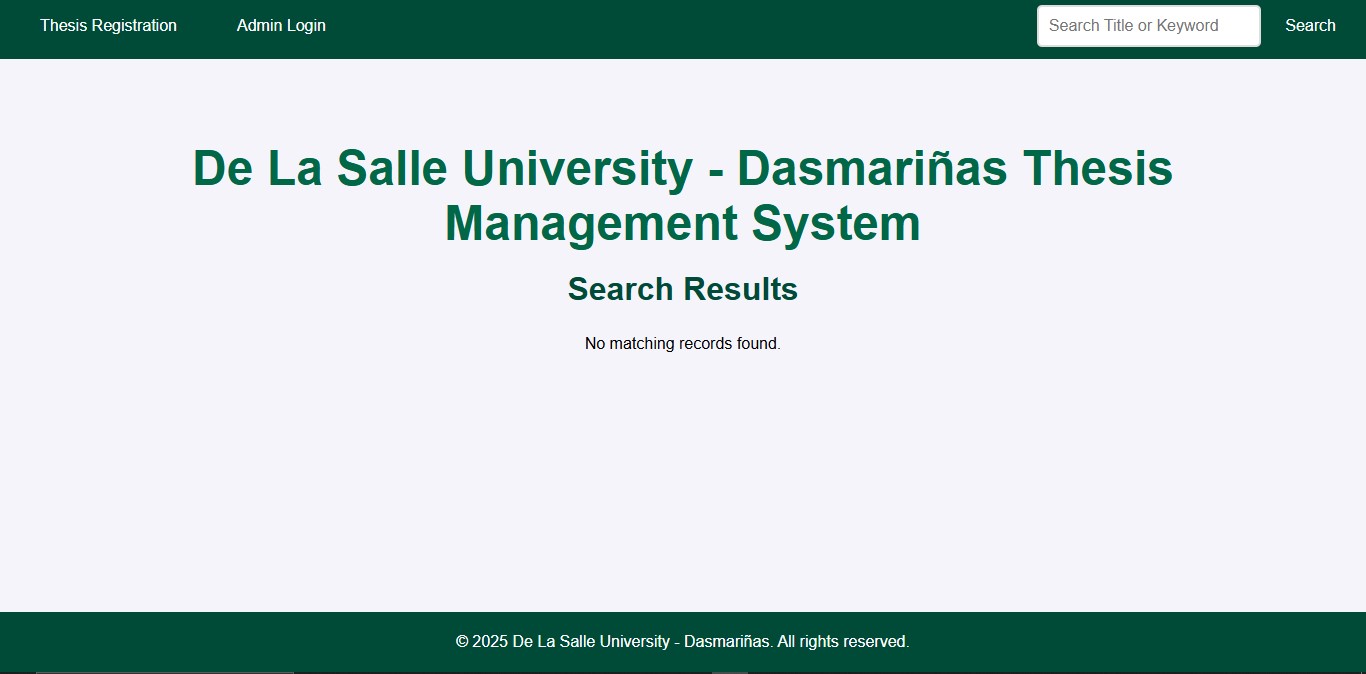 Thesis Registration
Admin Login
Search Title or Keyword
Search
De La Salle University - Dasmariñas Thesis
Management System
Search Results
No matching records found.
© 2025 De La Salle University - Dasmariñas. All rights reserved.